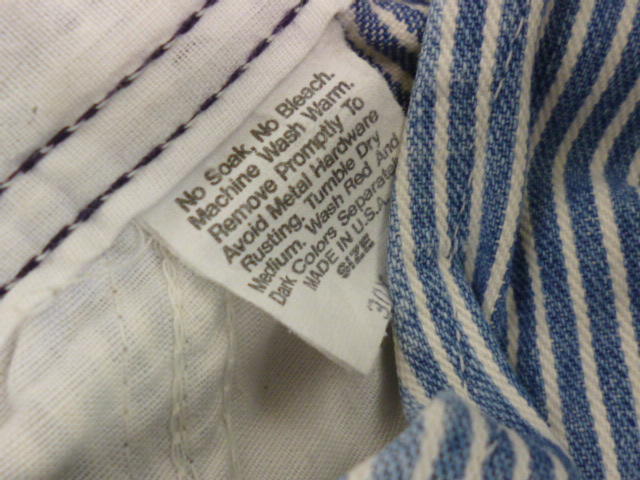 No Soak. No Bleach.
Machine Wash Warm.
Remove Promptly To
Avoid Metal Hardware
Rusting. Tumble Dry
Medium. Wash Red And
Dark Colors Separately
MADE IN U.S.A.
SIZE